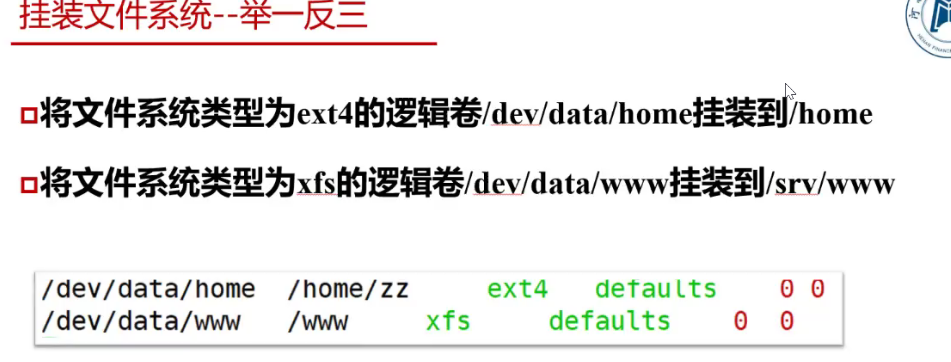 挂装文件系统--举一反三
将文件系统类型为ext4的逻辑卷/dev/data/home挂装到/home
将文件系统类型为xfs的逻辑卷/dev/data/www挂装到/srv/www
/dev/data/home /home/zz ext4 defaults 0 0
/dev/data/www /www xfs defaults 0 0